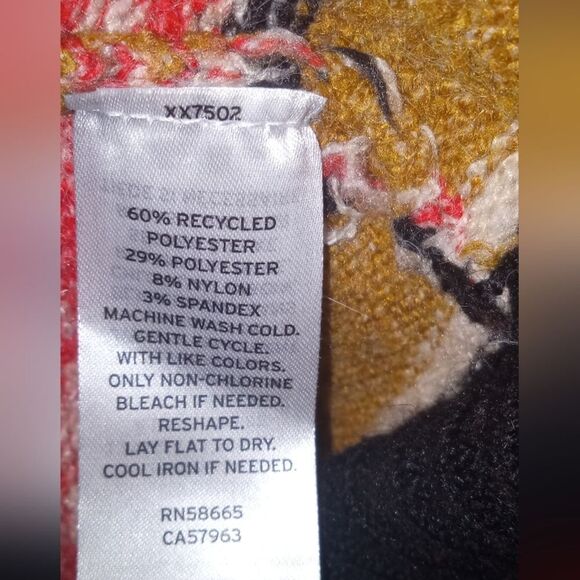 XX7502
60% RECYCLED
POLYESTER
29% POLYESTER
8% NYLON
3% SPANDEX
MACHINE WASH COLD.
GENTLE CYCLE.
WITH LIKE COLORS.
ONLY NON-CHLORINE
BLEACH IF NEEDED.
RESHAPE.
LAY FLAT TO DRY.
COOL IRON IF NEEDED.
RN58665
CA57963